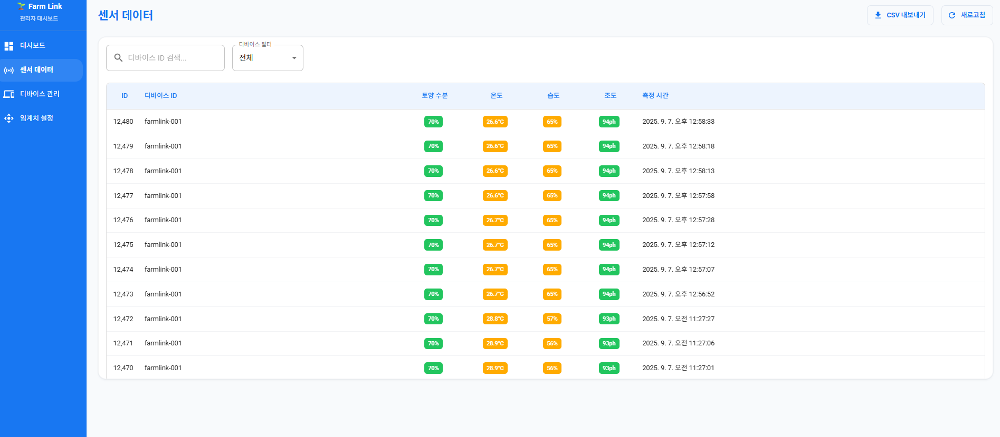 Farm Link
관리자 대시보드
대시보드
센서 데이터
디바이스 관리
임계치 설정
센서 데이터
CSV 내보내기
새로고침
디바이스 ID 검색...
디바이스 필터
전체
ID 디바이스 ID 토양 수분 온도 습도 조도 측정 시간
12,480 farmlink-001 70% 26.6°C 65% 94ph 2025. 9. 7. 오후 12:58:33
12,479 farmlink-001 70% 26.6°C 65% 94ph 2025. 9. 7. 오후 12:58:18
12,478 farmlink-001 70% 26.6°C 65% 94ph 2025. 9. 7. 오후 12:58:13
12,477 farmlink-001 70% 26.6°C 65% 94ph 2025. 9. 7. 오후 12:57:58
12,476 farmlink-001 70% 26.7°C 65% 94ph 2025. 9. 7. 오후 12:57:28
12,475 farmlink-001 70% 26.7°C 65% 94ph 2025. 9. 7. 오후 12:57:12
12,474 farmlink-001 70% 26.7°C 65% 94ph 2025. 9. 7. 오후 12:57:07
12,473 farmlink-001 70% 26.7°C 65% 94ph 2025. 9. 7. 오후 12:56:52
12,472 farmlink-001 70% 28.8°C 57% 93ph 2025. 9. 7. 오전 11:27:27
12,471 farmlink-001 70% 28.9°C 56% 93ph 2025. 9. 7. 오전 11:27:06
12,470 farmlink-001 70% 28.9°C 56% 93ph 2025. 9. 7. 오전 11:27:01